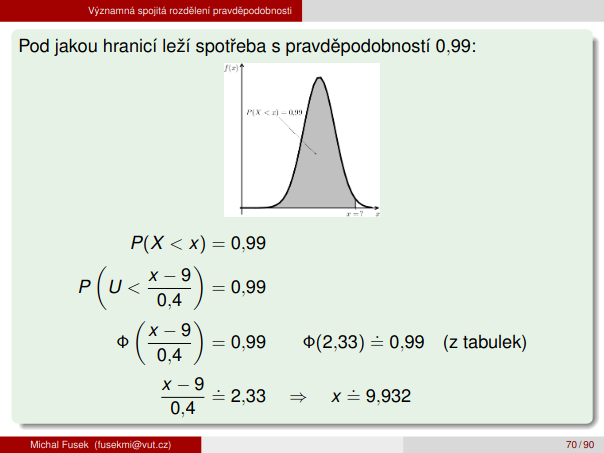 Významná spojitá rozdělení pravděpodobnosti
Pod jakou hranicí leží spotřeba s pravděpodobností 0,99:
f(x)
P(X < x) = 0,99
x = ? x
P(X < x) = 0,99
P(U < (x − 9)/0,4) = 0,99
Φ((x − 9)/0,4) = 0,99 Φ(2,33) ≐ 0,99 (z tabulek)
(x − 9)/0,4 ≐ 2,33 ⇒ x ≐ 9,932
Michal Fusek (fusekmi@vut.cz) 70 / 90